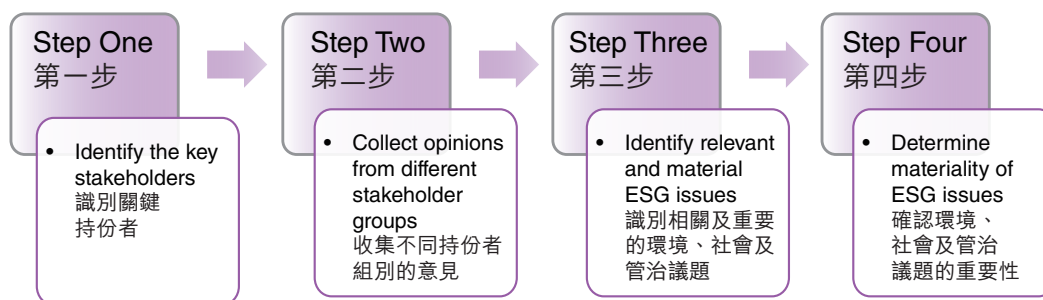 Step One
第一步
• Identify the key
stakeholders
識別關鍵
持份者
Step Two
第二步
• Collect opinions
from different
stakeholder
groups
收集不同持份者
組別的意見
Step Three
第三步
• Identify relevant
and material
ESG issues
識別相關及重要
的環境、社會及
管治議題
Step Four
第四步
• Determine
materiality of
ESG issues
確認環境、
社會及管治
議題的重要性